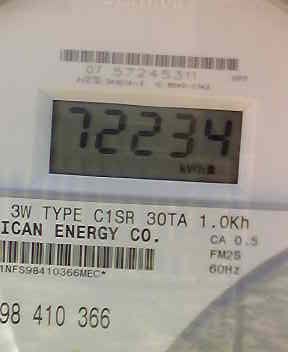 07 57245311
72234
kWh
3W TYPE C1SR 30TA 1.0Kh
ICAN ENERGY CO.
CA 0.5
FM2S
60Hz
1NFS98410366MEC*
98 410 366